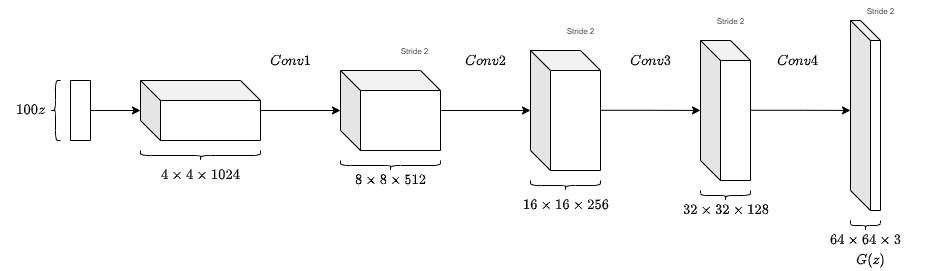 100z
4 × 4 × 1024
Conv1
Stride 2
8 × 8 × 512
Conv2
Stride 2
16 × 16 × 256
Conv3
Stride 2
32 × 32 × 128
Conv4
Stride 2
64 × 64 × 3
G(z)